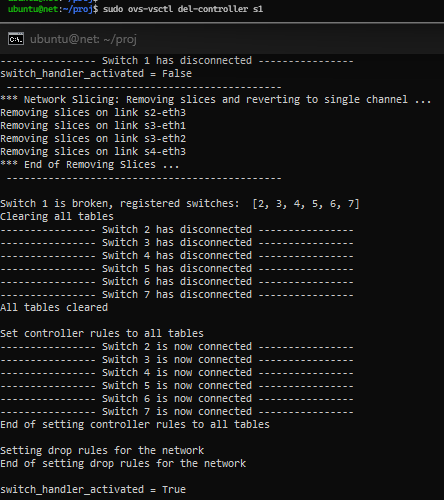 ubuntu@net:~/proj$
ubuntu@net:~/proj$ sudo ovs-vsctl del-controller s1
ubuntu@net: ~/proj
---------------- Switch 1 has disconnected ----------------
switch_handler_activated = False
----------------------------------------------
*** Network Slicing: Removing slices and reverting to single channel ...
Removing slices on link s2-eth3
Removing slices on link s3-eth1
Removing slices on link s3-eth2
Removing slices on link s4-eth3
*** End of Removing Slices ...
----------------------------------------------
Switch 1 is broken, registered switches:  [2, 3, 4, 5, 6, 7]
Clearing all tables
---------------- Switch 2 has disconnected ----------------
---------------- Switch 3 has disconnected ----------------
---------------- Switch 4 has disconnected ----------------
---------------- Switch 5 has disconnected ----------------
---------------- Switch 6 has disconnected ----------------
---------------- Switch 7 has disconnected ----------------
All tables cleared
Set controller rules to all tables
---------------- Switch 2 is now connected ----------------
---------------- Switch 3 is now connected ----------------
---------------- Switch 4 is now connected ----------------
---------------- Switch 5 is now connected ----------------
---------------- Switch 6 is now connected ----------------
---------------- Switch 7 is now connected ----------------
End of setting controller rules to all tables
Setting drop rules for the network
End of setting drop rules for the network
switch_handler_activated = True